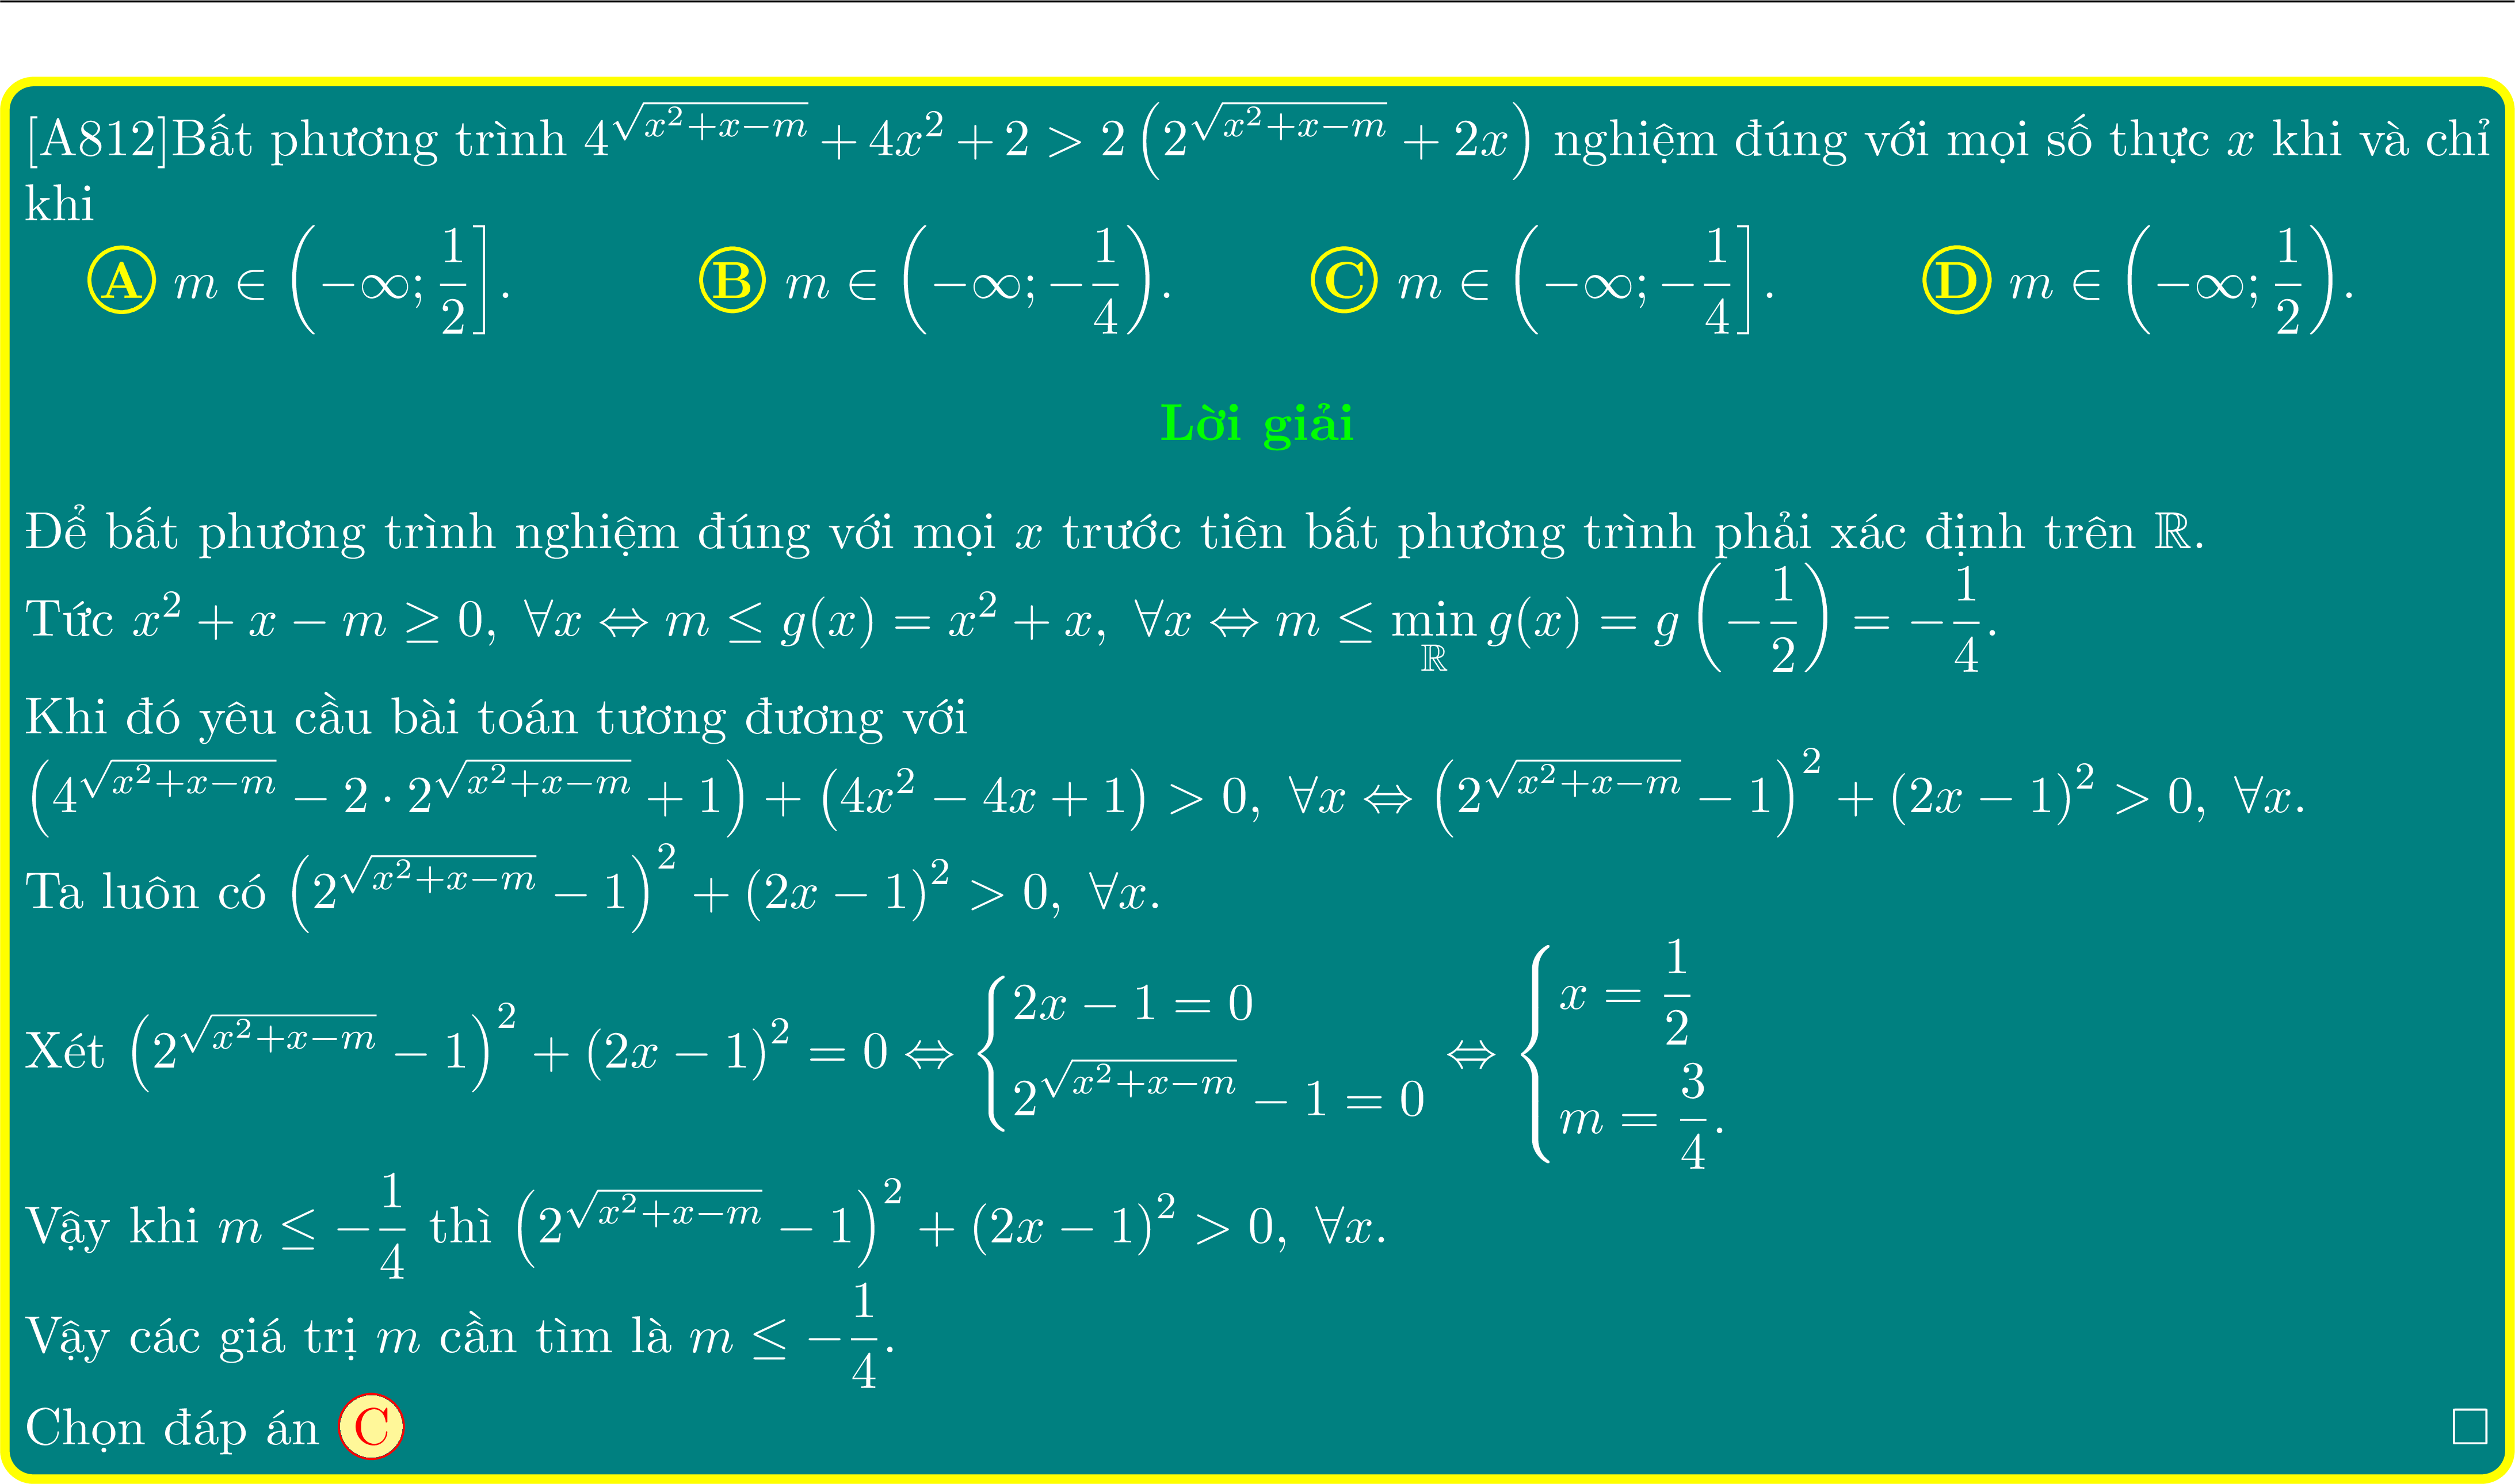 [A812]Bất phương trình $4^{\sqrt{x^2+x-m}} + 4x^2 + 2 > 2\left(2^{\sqrt{x^2+x-m}} + 2x\right)$ nghiệm đúng với mọi số thực $x$ khi và chỉ
khi
A $m \in \left(-\infty; \frac{1}{2}\right]$. B $m \in \left(-\infty; -\frac{1}{4}\right)$. C $m \in \left(-\infty; -\frac{1}{4}\right]$. D $m \in \left(-\infty; \frac{1}{2}\right)$.
Lời giải
Để bất phương trình nghiệm đúng với mọi $x$ trước tiên bất phương trình phải xác định trên $\mathbb{R}$.
Tức $x^2 + x - m \geq 0,\ \forall x \Leftrightarrow m \leq g(x) = x^2 + x,\ \forall x \Leftrightarrow m \leq \min_{\mathbb{R}} g(x) = g\left(-\frac{1}{2}\right) = -\frac{1}{4}$.
Khi đó yêu cầu bài toán tương đương với
$\left(4^{\sqrt{x^2+x-m}} - 2 \cdot 2^{\sqrt{x^2+x-m}} + 1\right) + \left(4x^2 - 4x + 1\right) > 0,\ \forall x \Leftrightarrow \left(2^{\sqrt{x^2+x-m}} - 1\right)^2 + (2x - 1)^2 > 0,\ \forall x$.
Ta luôn có $\left(2^{\sqrt{x^2+x-m}} - 1\right)^2 + (2x - 1)^2 > 0,\ \forall x$.
Xét $\left(2^{\sqrt{x^2+x-m}} - 1\right)^2 + (2x - 1)^2 = 0 \Leftrightarrow \begin{cases} 2x - 1 = 0 \\ 2^{\sqrt{x^2+x-m}} - 1 = 0 \end{cases} \Leftrightarrow \begin{cases} x = \frac{1}{2} \\ m = \frac{3}{4}. \end{cases}$
Vậy khi $m \leq -\frac{1}{4}$ thì $\left(2^{\sqrt{x^2+x-m}} - 1\right)^2 + (2x - 1)^2 > 0,\ \forall x$.
Vậy các giá trị $m$ cần tìm là $m \leq -\frac{1}{4}$.
Chọn đáp án C □